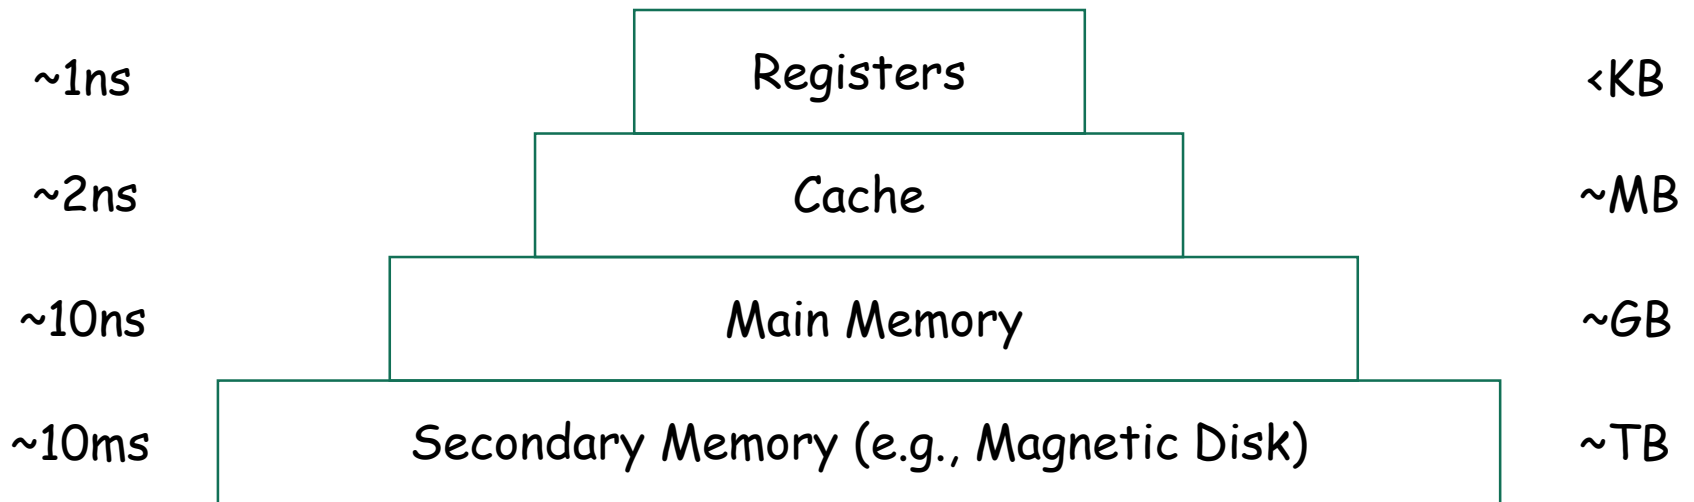 ~1ns Registers <KB
~2ns Cache ~MB
~10ns Main Memory ~GB
~10ms Secondary Memory (e.g., Magnetic Disk) ~TB